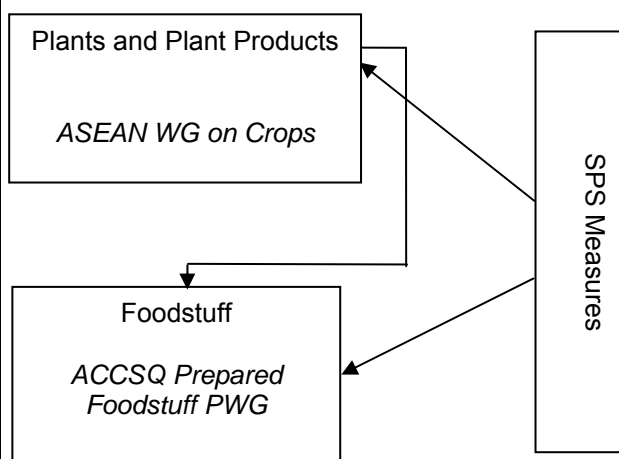 Plants and Plant Products
ASEAN WG on Crops
SPS Measures
Foodstuff
ACCSQ Prepared
Foodstuff PWG